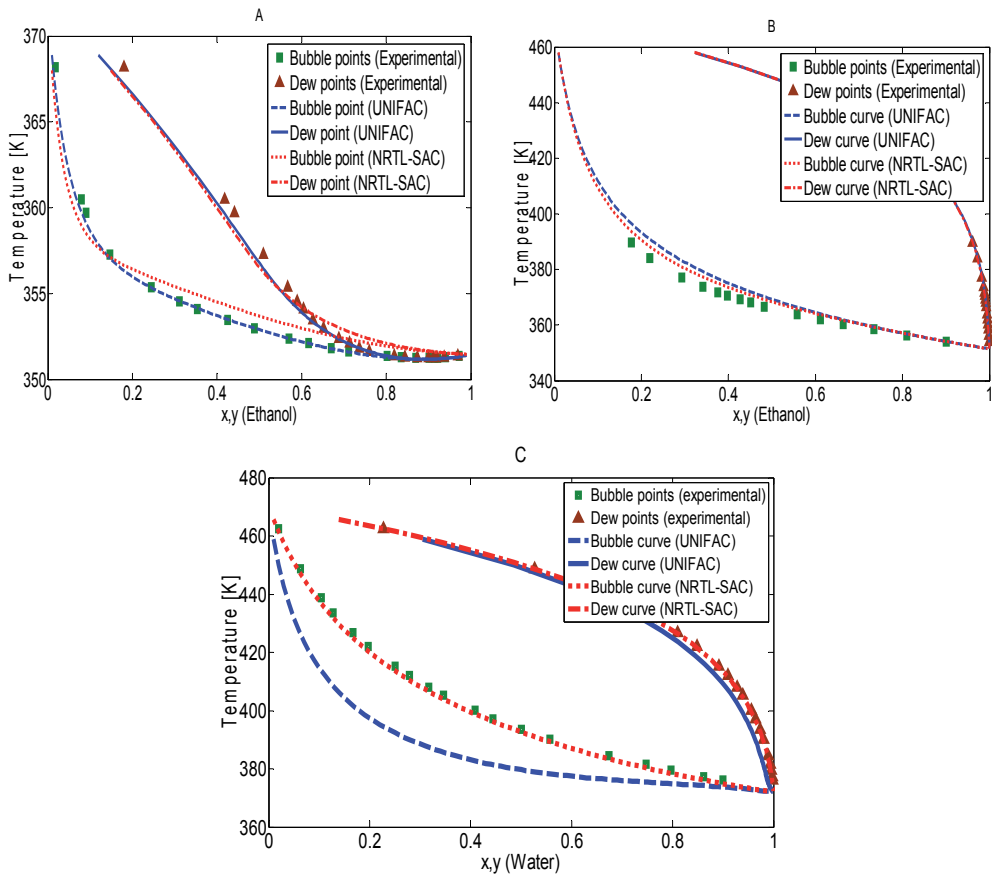 A
370
365
360
355
350
Temperature [K]
0
0.2
0.4
0.6
0.8
1
x,y (Ethanol)
Bubble points (Experimental)
Dew points (Experimental)
Bubble point (UNIFAC)
Dew point (UNIFAC)
Bubble point (NRTL-SAC)
Dew point (NRTL-SAC)
B
460
440
420
400
380
360
340
Temperature [K]
0
0.2
0.4
0.6
0.8
1
x,y (Ethanol)
Bubble points (Experimental)
Dew points (Experimental)
Bubble curve (UNIFAC)
Dew curve (UNIFAC)
Bubble curve (NRTL-SAC)
Dew curve (NRTL-SAC)
C
480
460
440
420
400
380
360
Temperature [K]
0
0.2
0.4
0.6
0.8
1
x,y (Water)
Bubble points (experimental)
Dew points (experimental)
Bubble curve (UNIFAC)
Dew curve (UNIFAC)
Bubble curve (NRTL-SAC)
Dew curve (NRTL-SAC)